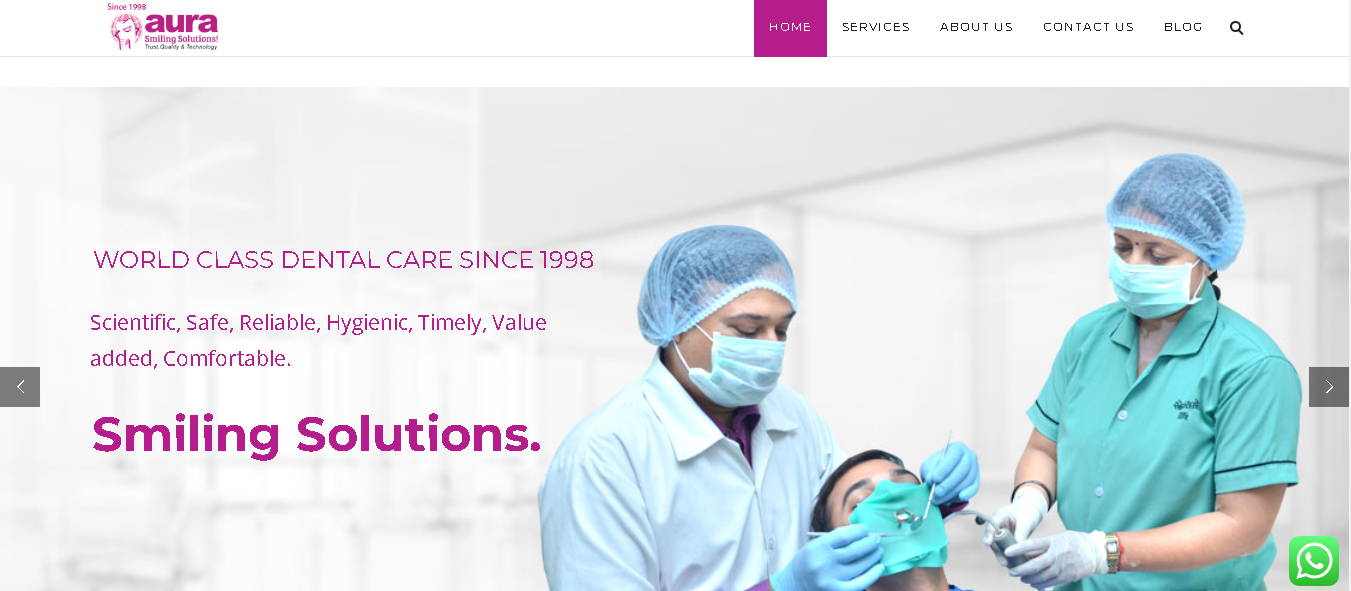 Since 1998
aura
Smiling Solutions!
Trust, Quality & Technology
HOME SERVICES ABOUT US CONTACT US BLOG
WORLD CLASS DENTAL CARE SINCE 1998
Scientific, Safe, Reliable, Hygienic, Timely, Value
added, Comfortable.
Smiling Solutions.